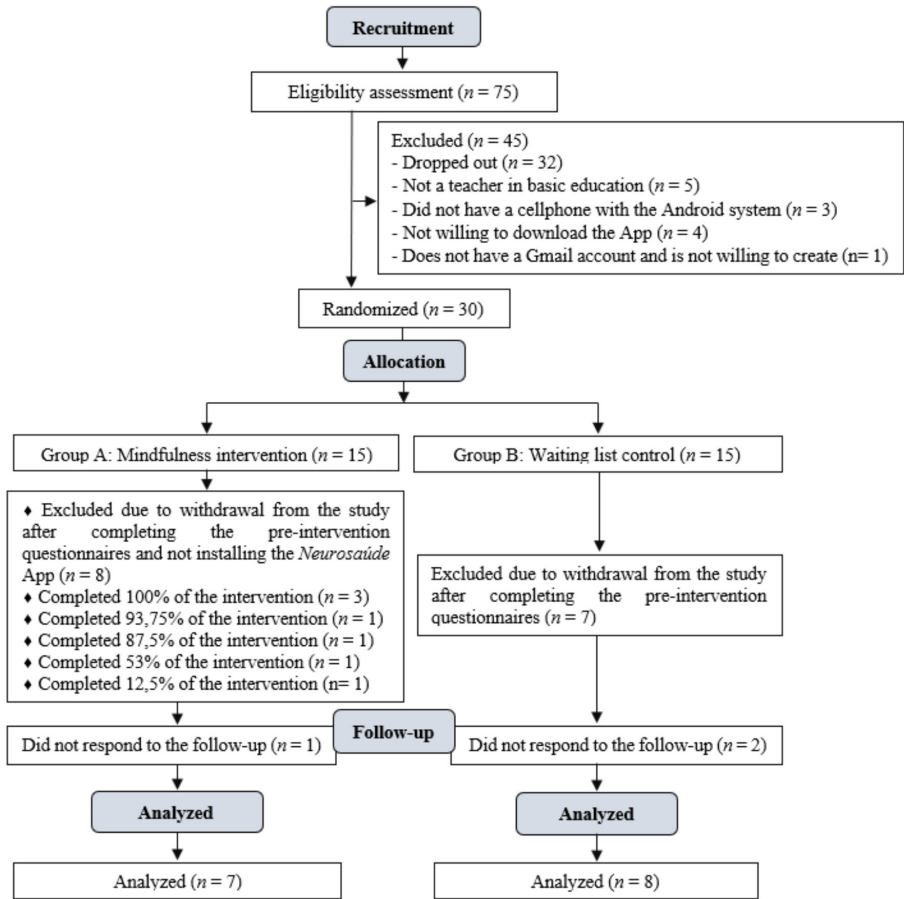 Recruitment
Eligibility assessment (n = 75)
Excluded (n = 45)
- Dropped out (n = 32)
- Not a teacher in basic education (n = 5)
- Did not have a cellphone with the Android system (n = 3)
- Not willing to download the App (n = 4)
- Does not have a Gmail account and is not willing to create (n= 1)
Randomized (n = 30)
Allocation
Group A: Mindfulness intervention (n = 15)
Group B: Waiting list control (n = 15)
♦ Excluded due to withdrawal from the study
after completing the pre-intervention
questionnaires and not installing the Neurosaúde
App (n = 8)
♦ Completed 100% of the intervention (n = 3)
♦ Completed 93,75% of the intervention (n = 1)
♦ Completed 87,5% of the intervention (n = 1)
♦ Completed 53% of the intervention (n = 1)
♦ Completed 12,5% of the intervention (n= 1)
Excluded due to withdrawal from the study
after completing the pre-intervention
questionnaires (n = 7)
Follow-up
Did not respond to the follow-up (n = 1)
Did not respond to the follow-up (n = 2)
Analyzed
Analyzed
Analyzed (n = 7)
Analyzed (n = 8)